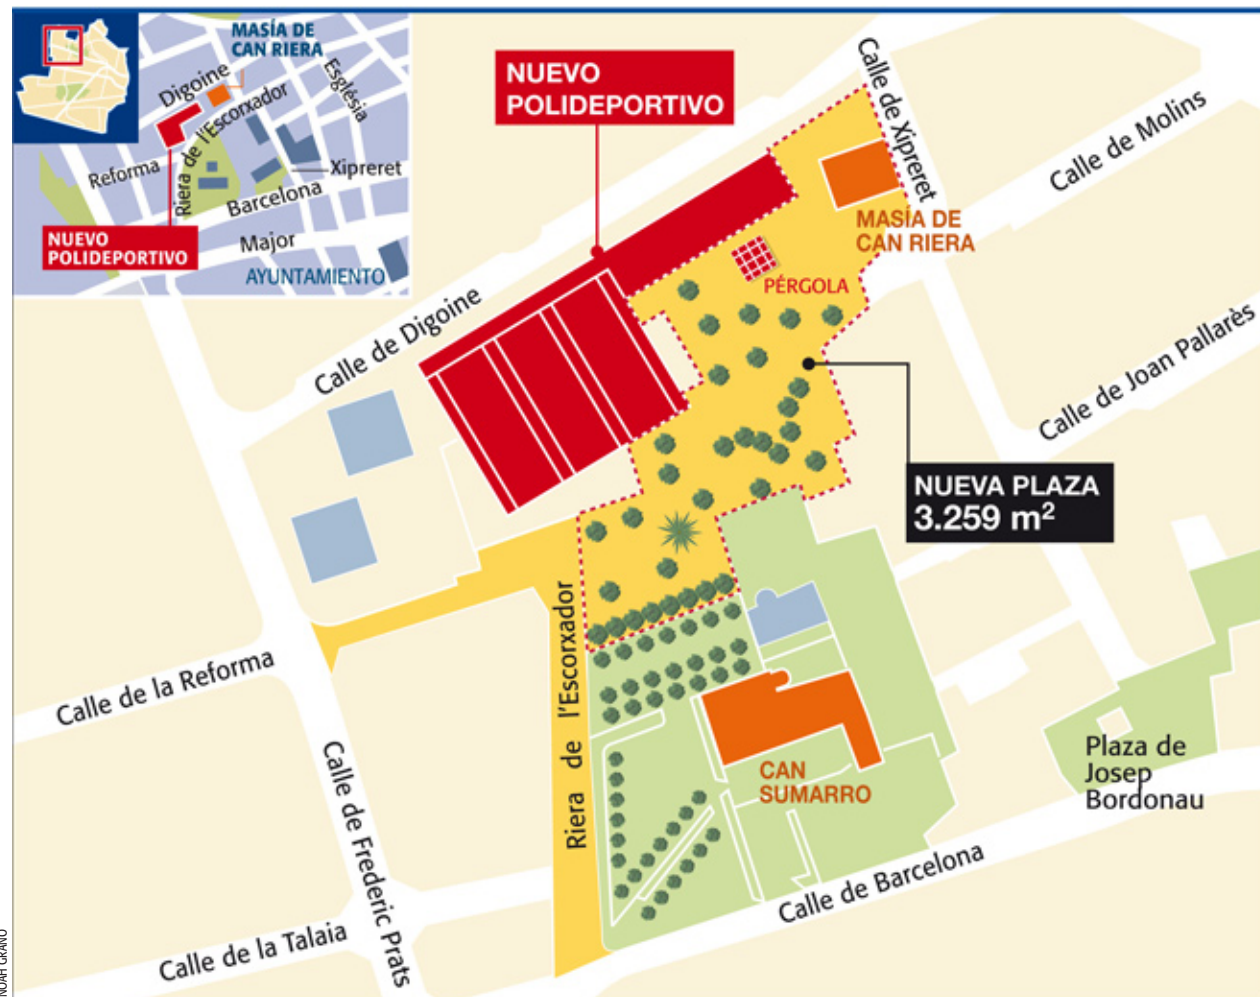 MASÍA DE
CAN RIERA
Digoine
Església
Riera de l'Escorxador
Reforma
Xipreret
Barcelona
NUEVO
POLIDEPORTIVO
Major
AYUNTAMIENTO
NUEVO
POLIDEPORTIVO
Calle de Xipreret
Calle de Molins
MASÍA DE
CAN RIERA
PÉRGOLA
Calle de Digoine
Calle de Joan Pallarès
NUEVA PLAZA
3.259 m²
Riera de l'Escorxador
Calle de la Reforma
Calle de Frederic Prats
CAN
SUMARRO
Plaza de
Josep
Bordonau
Calle de Barcelona
Calle de la Talaia
NOAH GRANÚ